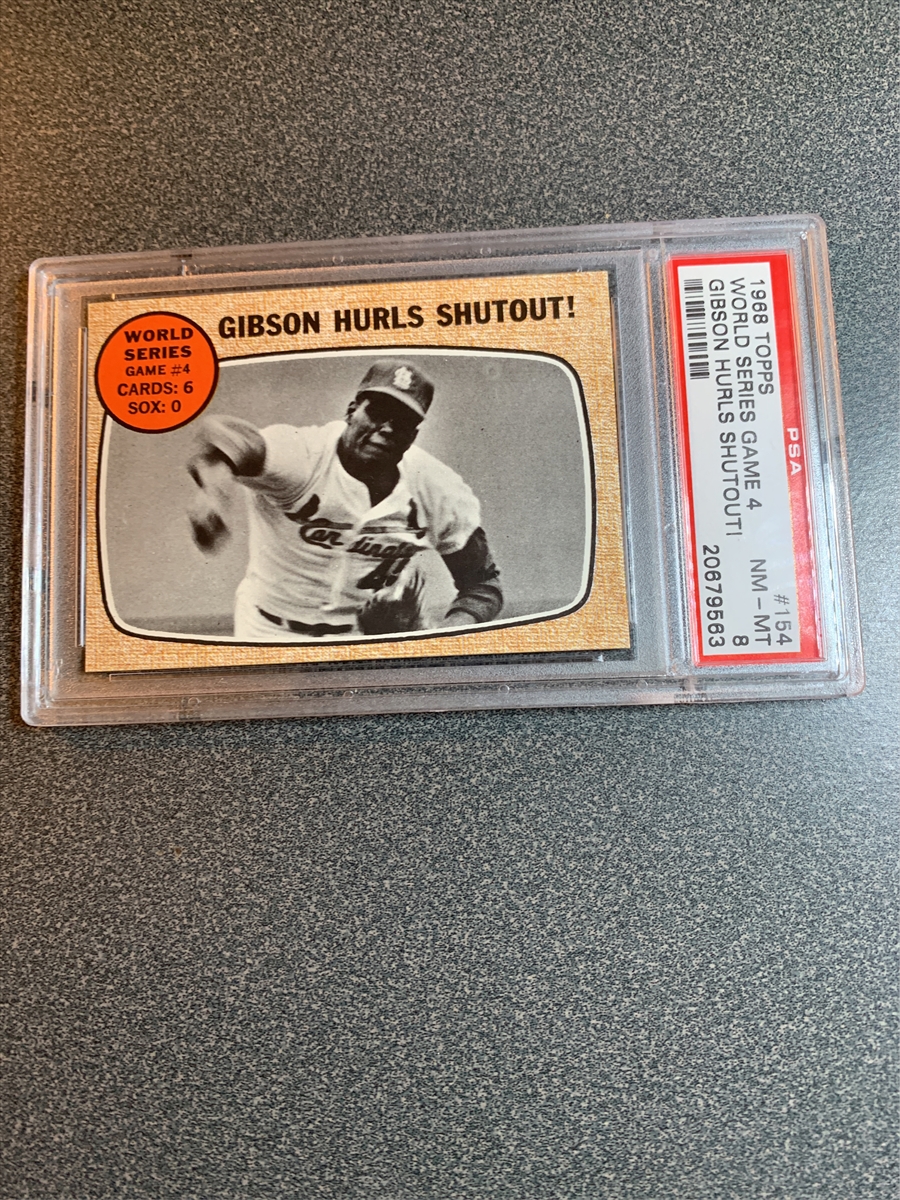 GIBSON HURLS SHUTOUT!
WORLD
SERIES
GAME #4
CARDS: 6
SOX: 0
Cardinals
1968 TOPPS #154
WORLD SERIES GAME 4 NM-MT
GIBSON HURLS SHUTOUT! 8
PSA 20679563